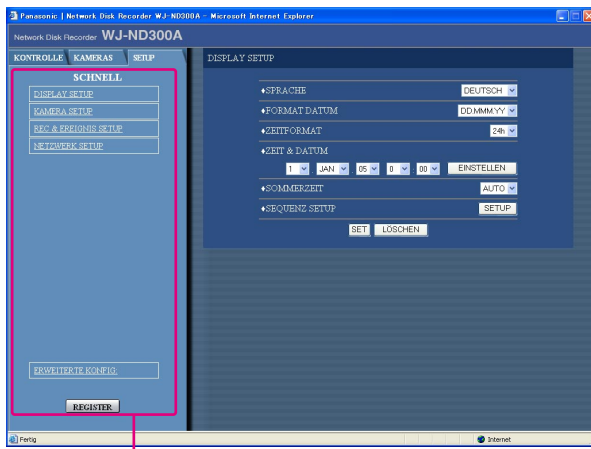 Panasonic | Network Disk Recorder WJ-ND300A - Microsoft Internet Explorer
Network Disk Recorder WJ-ND300A
KONTROLLE KAMERAS SETUP
SCHNELL
DISPLAY SETUP
KAMERA SETUP
REC & EREIGNIS SETUP
NETZWERK SETUP
ERWEITERTE KONFIG.
REGISTER
DISPLAY SETUP
♦SPRACHE DEUTSCH
♦FORMAT DATUM DD.MMM.YY
♦ZEITFORMAT 24h
♦ZEIT & DATUM
1 . JAN . 05 0 : 00 EINSTELLEN
♦SOMMERZEIT AUTO
♦SEQUENZ SETUP SETUP
SET LÖSCHEN
Fertig Internet